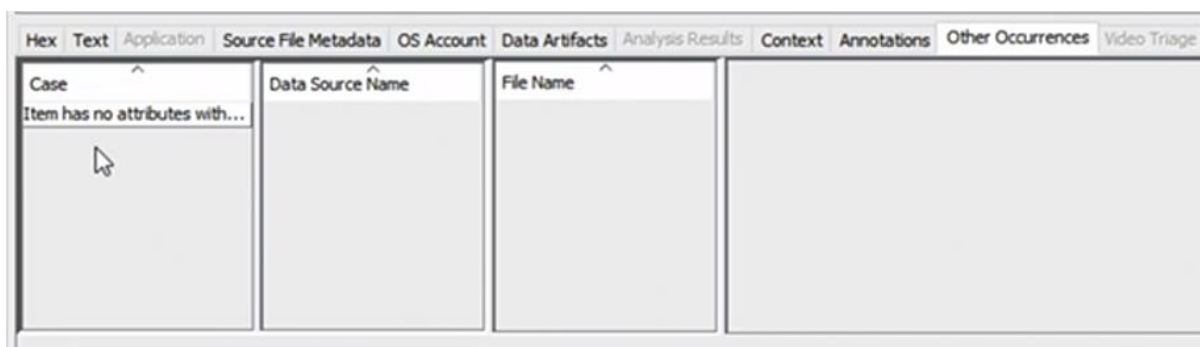 Hex Text Application Source File Metadata OS Account Data Artifacts Analysis Results Context Annotations Other Occurrences Video Triage
Case Data Source Name File Name
Item has no attributes with...